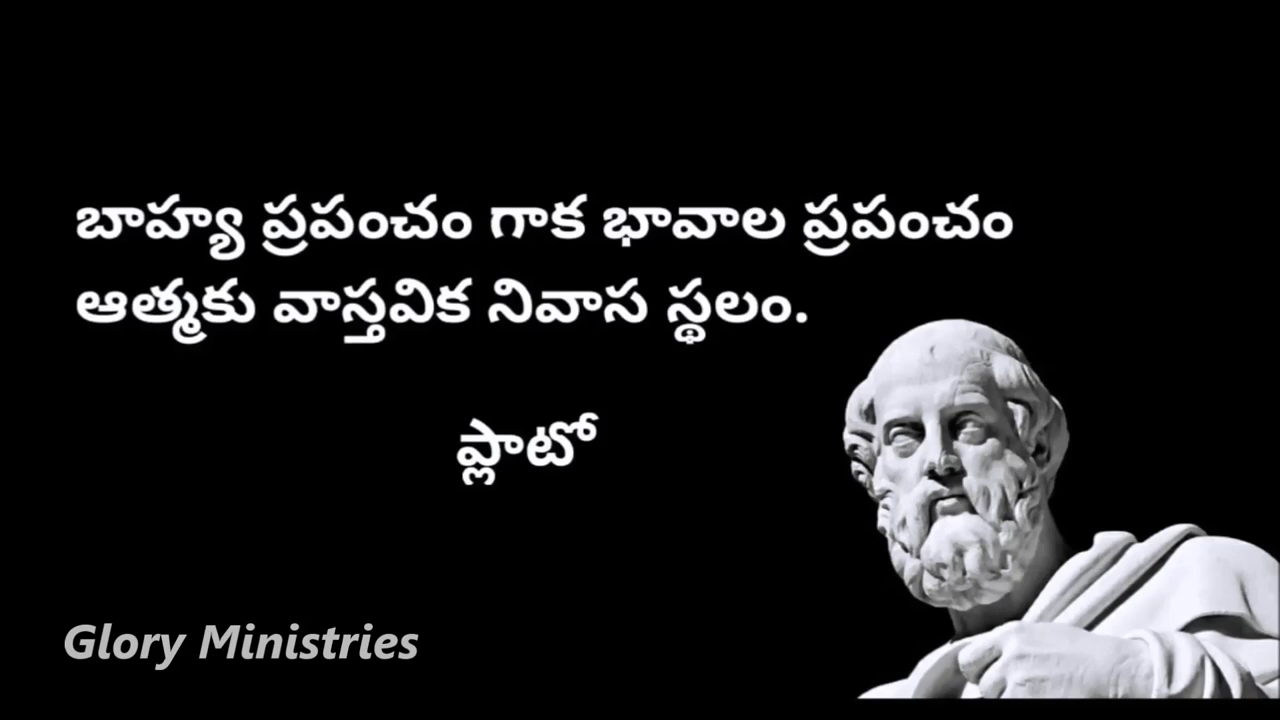 బాహ్య ప్రపంచం గాక భావాల ప్రపంచం
ఆత్మకు వాస్తవిక నివాస స్థలం.
ప్లాటో
Glory Ministries